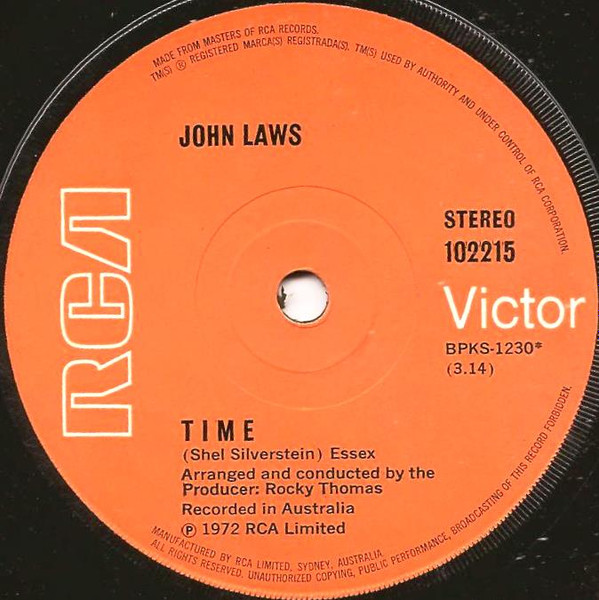 MADE FROM MASTERS OF RCA RECORDS.
TM(S) ® REGISTERED MARCA(S) REGISTRADA(S). TM(S) USED BY AUTHORITY AND UNDER CONTROL OF RCA CORPORATION.
JOHN LAWS
RCA
STEREO
102215
Victor
BPKS-1230*
(3.14)
TIME
(Shel Silverstein) Essex
Arranged and conducted by the
Producer: Rocky Thomas
Recorded in Australia
℗ 1972 RCA Limited
MANUFACTURED BY RCA LIMITED, SYDNEY, AUSTRALIA.
ALL RIGHTS RESERVED. UNAUTHORIZED COPYING, PUBLIC PERFORMANCE, BROADCASTING OF THIS RECORD FORBIDDEN.